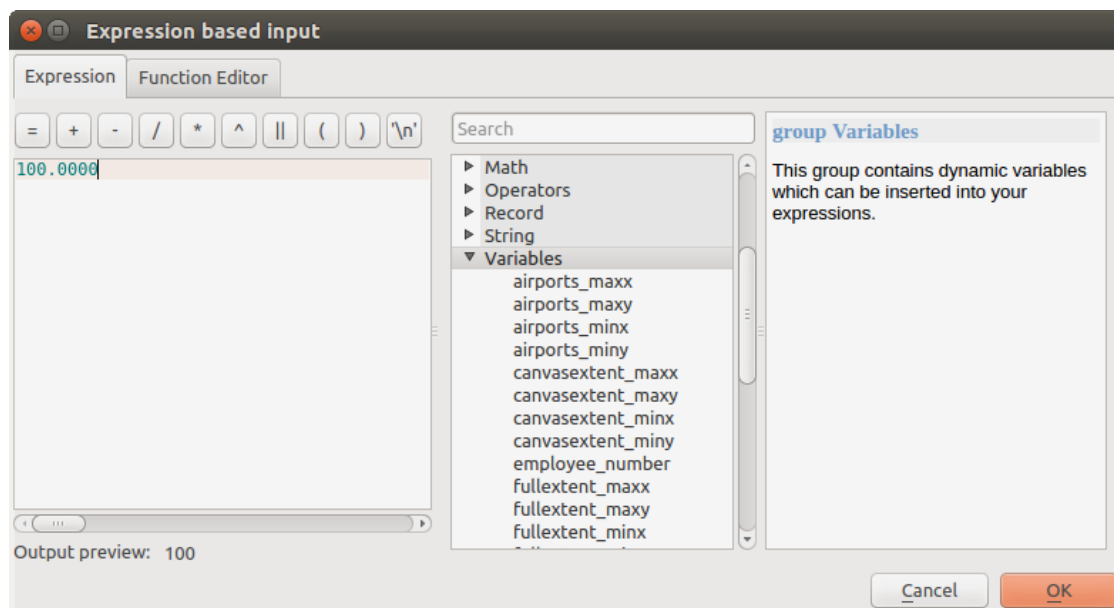 Expression based input
Expression
Function Editor
= + - / * ^ || ( ) '\n'
100.0000
Output preview: 100
Search
Math
Operators
Record
String
Variables
airports_maxx
airports_maxy
airports_minx
airports_miny
canvasextent_maxx
canvasextent_maxy
canvasextent_minx
canvasextent_miny
employee_number
fullextent_maxx
fullextent_maxy
fullextent_minx
group Variables
This group contains dynamic variables
which can be inserted into your
expressions.
Cancel
OK